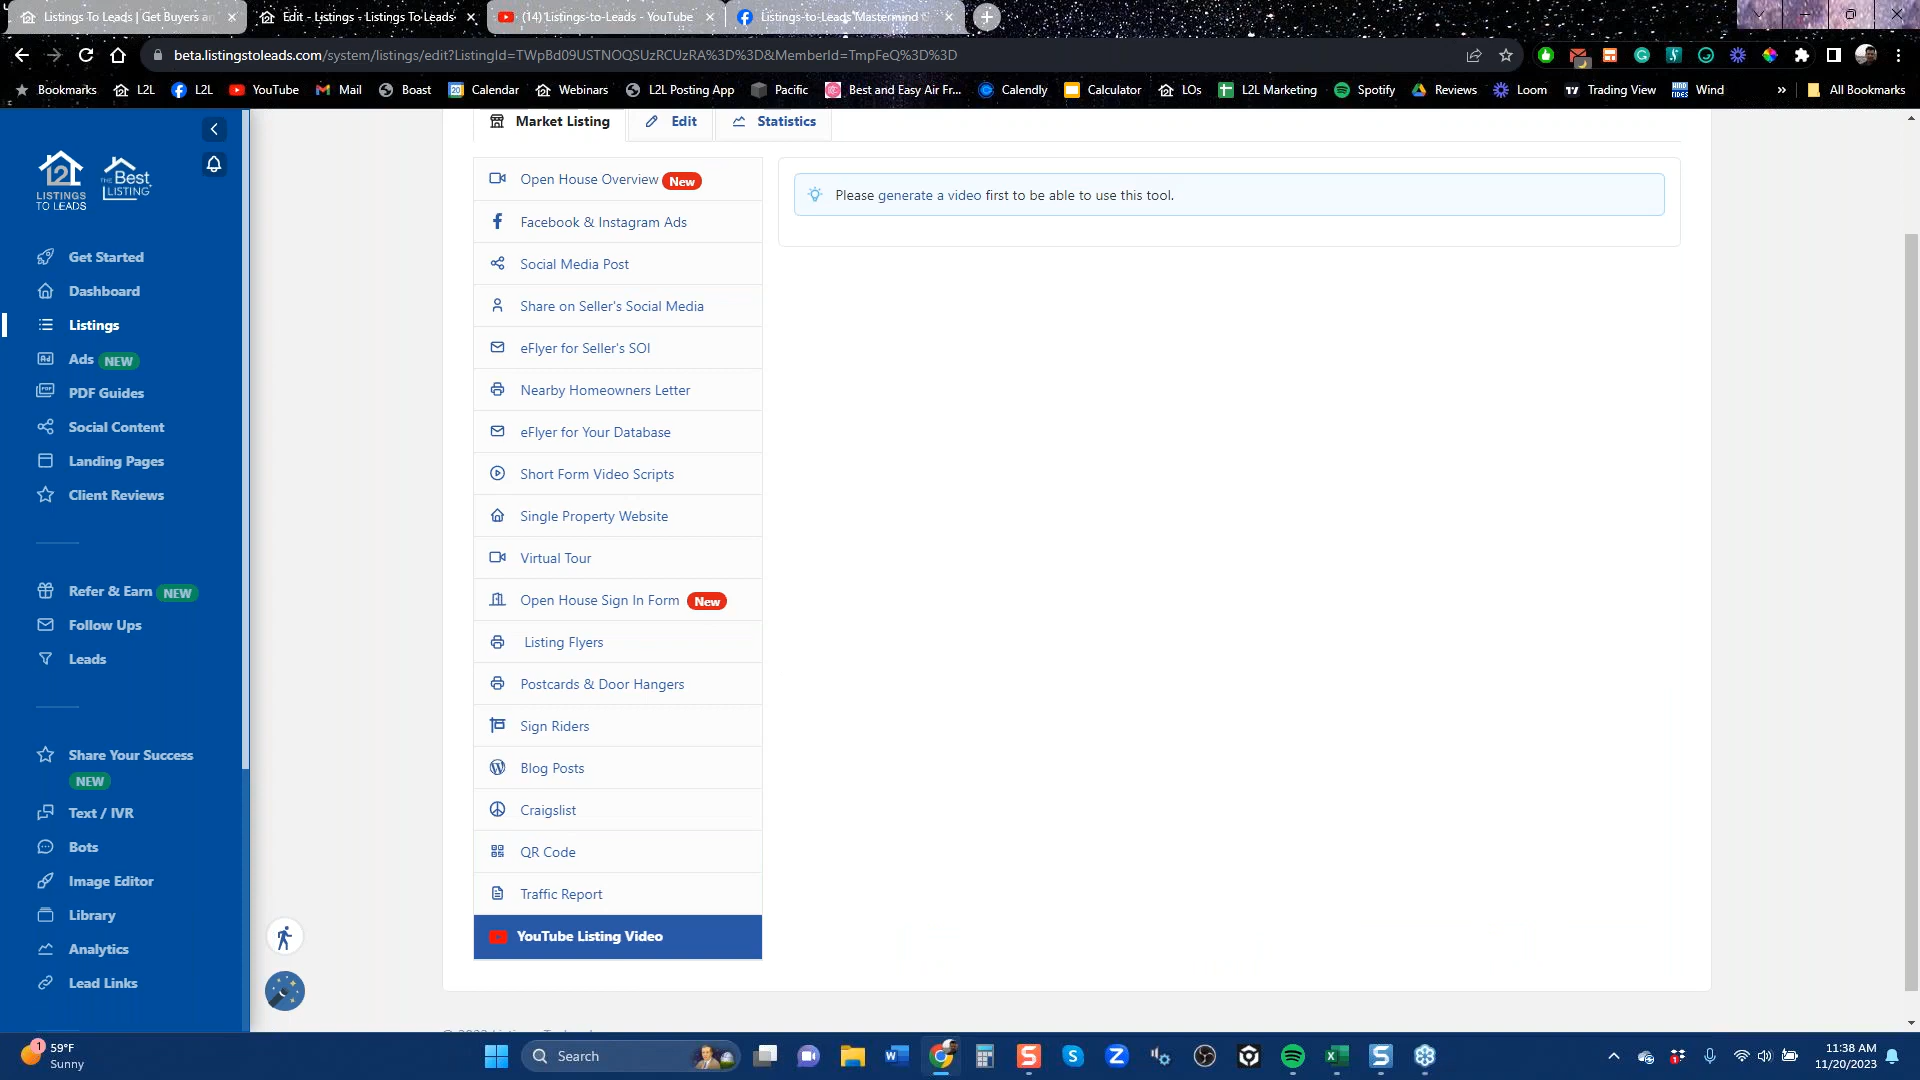 Listings To Leads | Get Buyers a
Edit - Listings - Listings To Leads
(14) Listings-to-Leads - YouTube
Listings-to-Leads Mastermind
beta.listingstoleads.com/system/listings/edit?ListingId=TWpBd09USTNOQSUzRCUzRA%3D%3D&MemberId=TmpFeQ%3D%3D
Bookmarks L2L L2L YouTube Mail Boast Calendar Webinars L2L Posting App Pacific Best and Easy Air Fr... Calendly Calculator LOs L2L Marketing Spotify Reviews Loom Trading View Wind » All Bookmarks
LISTINGS TO LEADS
THE Best LISTING
Get Started
Dashboard
Listings
Ads NEW
PDF Guides
Social Content
Landing Pages
Client Reviews
Refer & Earn NEW
Follow Ups
Leads
Share Your Success
NEW
Text / IVR
Bots
Image Editor
Library
Analytics
Lead Links
Market Listing Edit Statistics
Open House Overview New
Facebook & Instagram Ads
Social Media Post
Share on Seller's Social Media
eFlyer for Seller's SOI
Nearby Homeowners Letter
eFlyer for Your Database
Short Form Video Scripts
Single Property Website
Virtual Tour
Open House Sign In Form New
Listing Flyers
Postcards & Door Hangers
Sign Riders
Blog Posts
Craigslist
QR Code
Traffic Report
YouTube Listing Video
Please generate a video first to be able to use this tool.
1
59°F
Sunny
Search
11:38 AM
11/20/2023